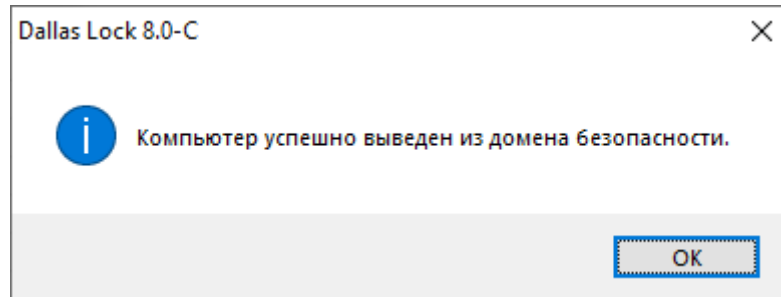 Dallas Lock 8.0-C
Компьютер успешно выведен из домена безопасности.
OK